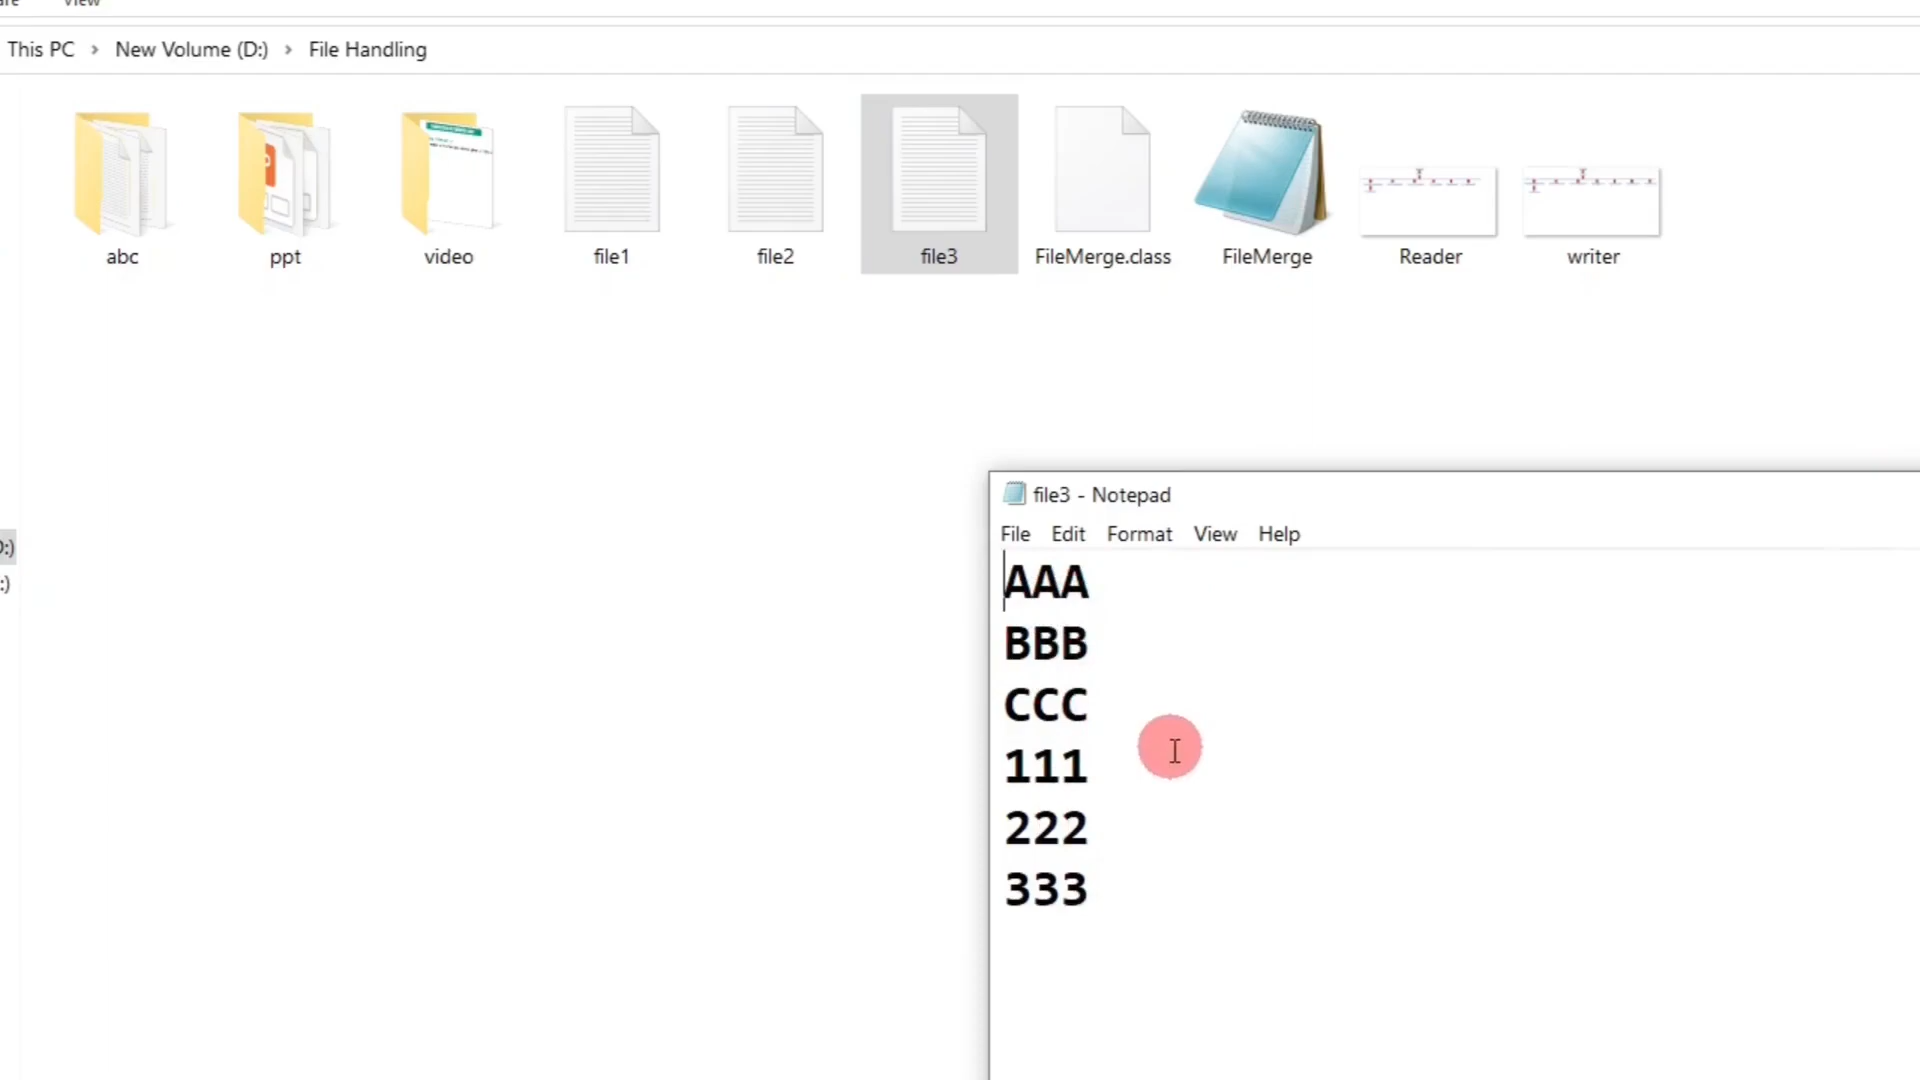 View
This PC > New Volume (D:) > File Handling
abc ppt video file1 file2 file3 FileMerge.class FileMerge Reader writer
file3 - Notepad
File Edit Format View Help
AAA
BBB
CCC
111
222
333
:)
:)